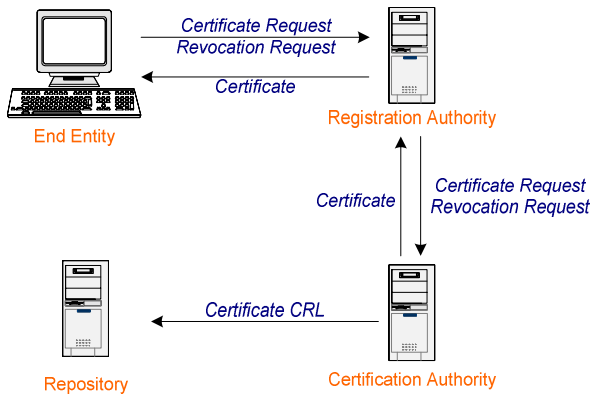 Certificate Request
Revocation Request
Certificate
End Entity
Registration Authority
Certificate
Certificate Request
Revocation Request
Certificate CRL
Repository
Certification Authority